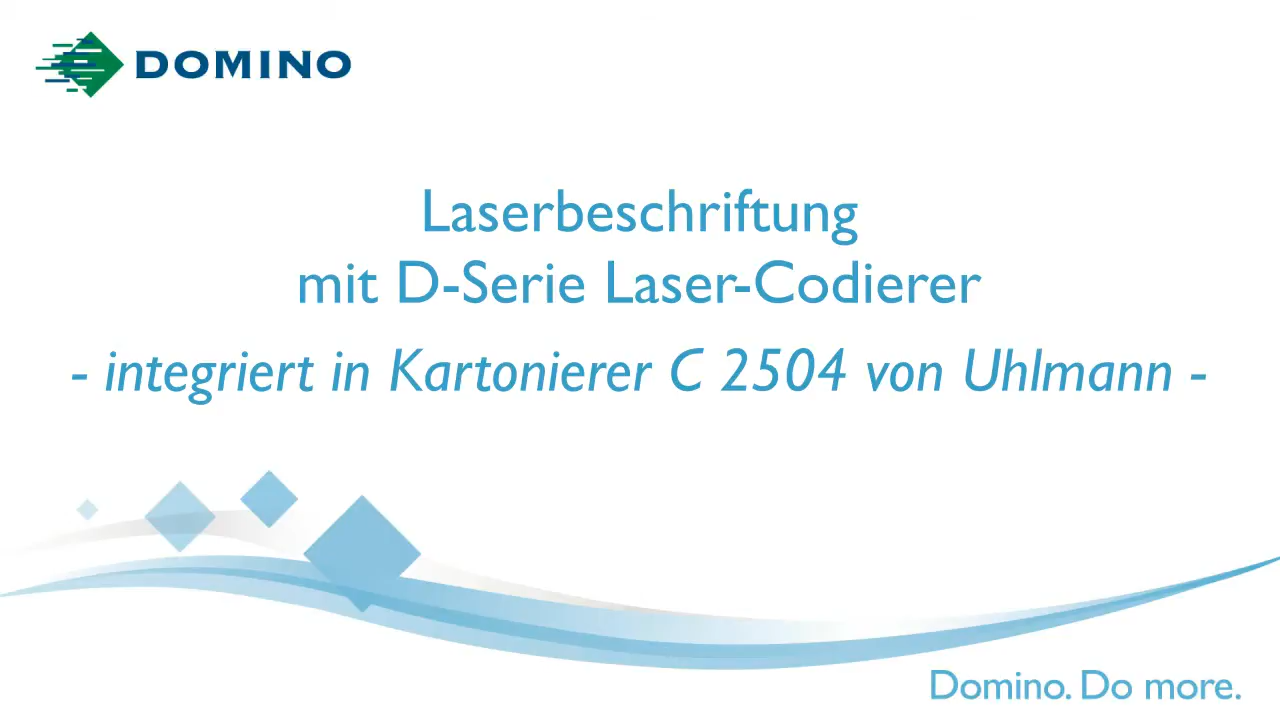 DOMINO
Laserbeschriftung
mit D-Serie Laser-Codierer
- integriert in Kartonierer C 2504 von Uhlmann -
Domino. Do more.